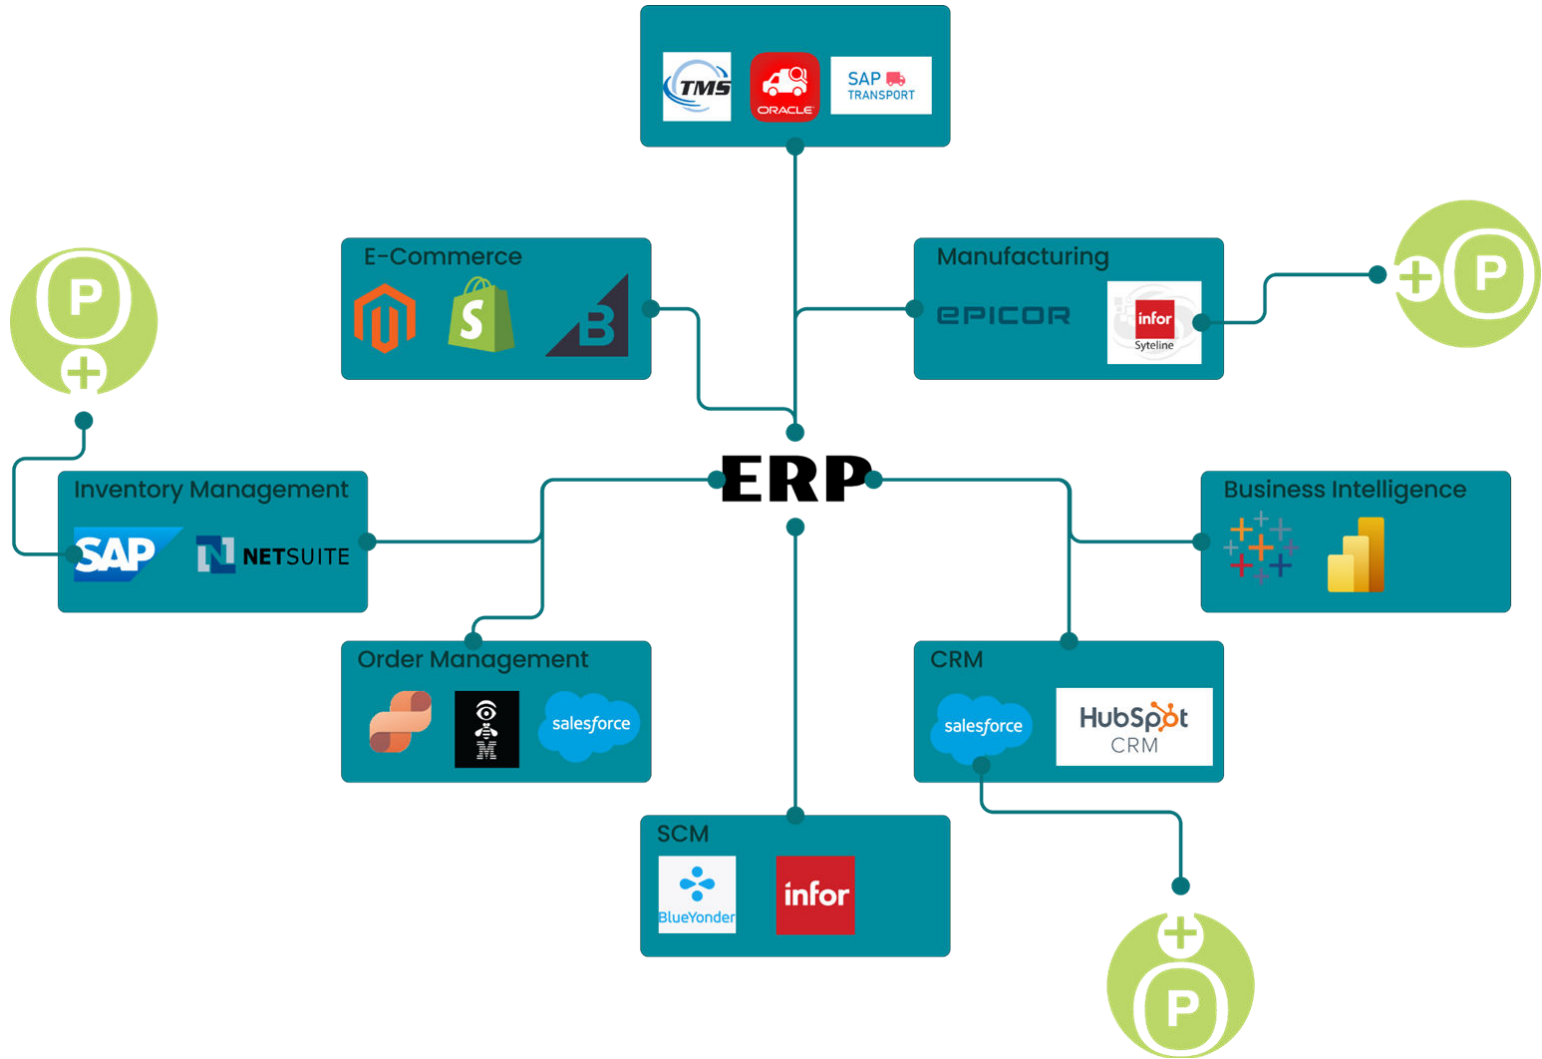 TMS
ORACLE
SAP
TRANSPORT
E-Commerce
S
B
Manufacturing
EPICOR
infor
Syteline
P
+
P
+
ERP
Inventory Management
SAP
N NETSUITE
Business Intelligence
Order Management
M
salesforce
CRM
salesforce
HubSpot
CRM
SCM
BlueYonder
infor
+
P